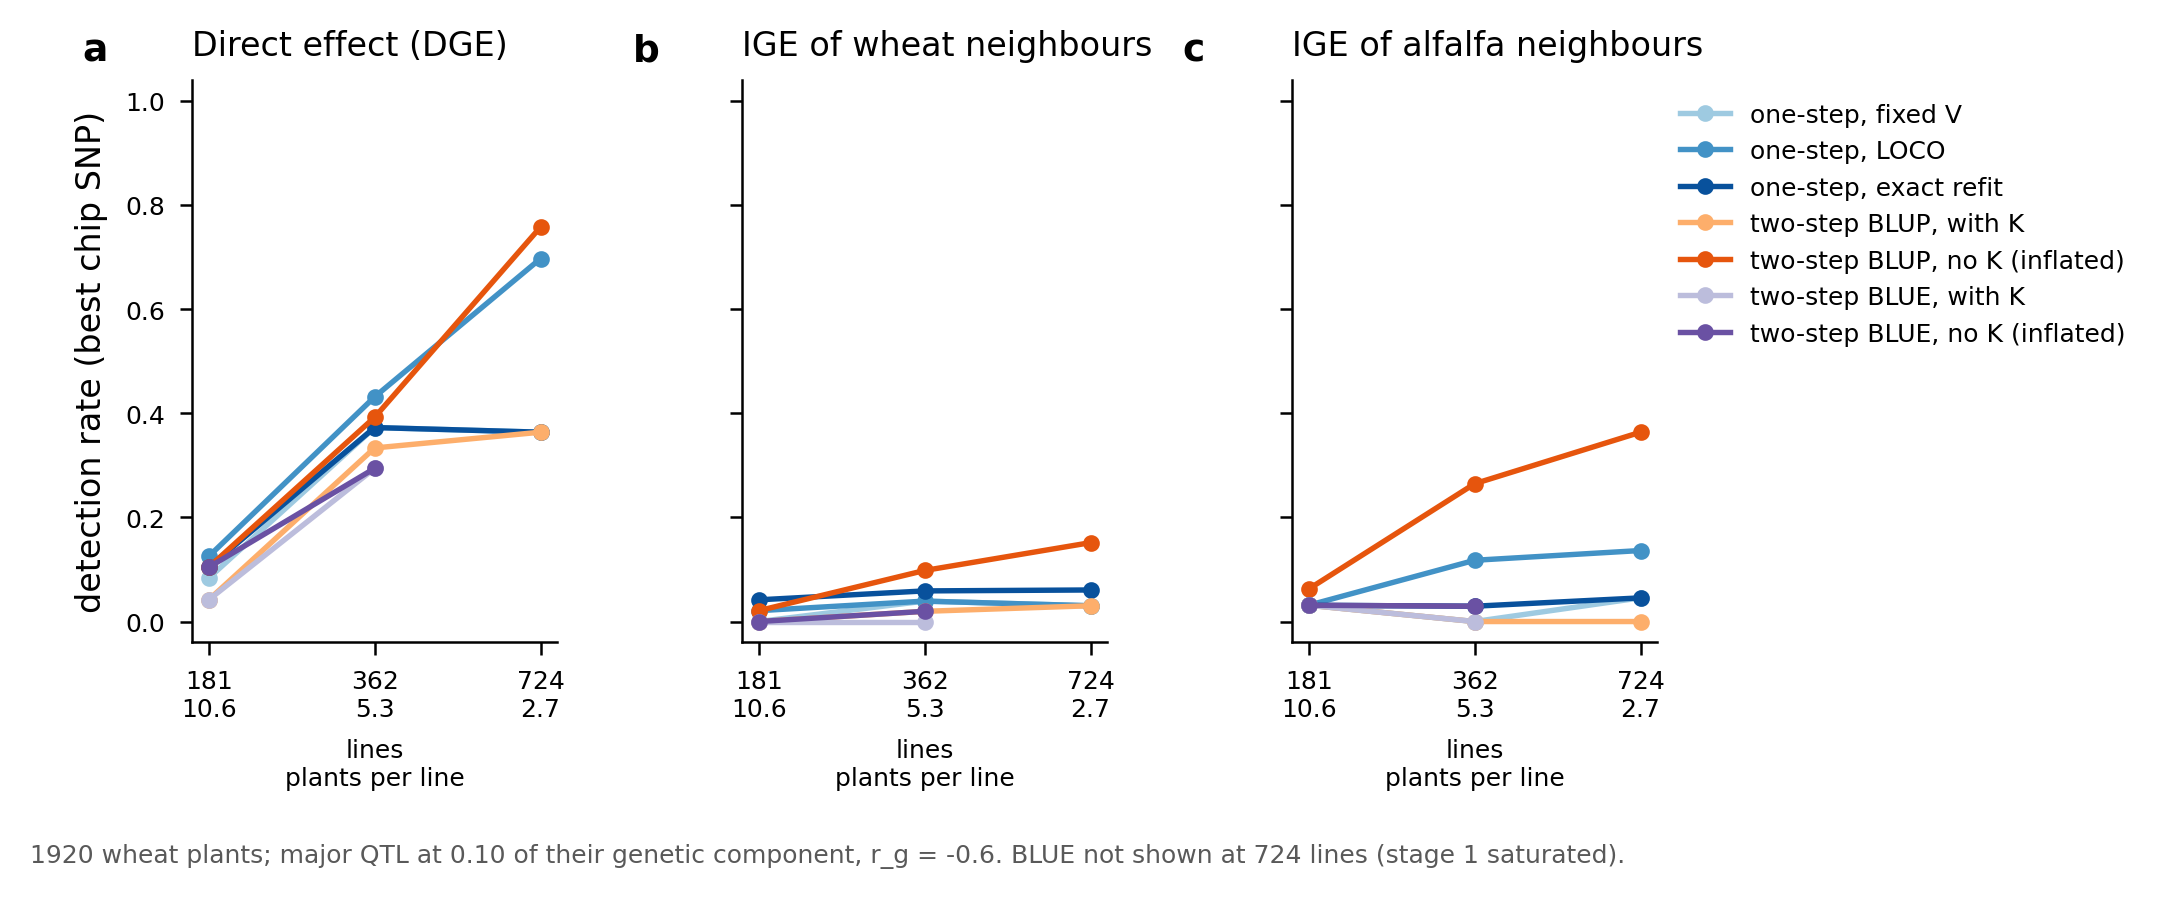 a Direct effect (DGE)
b IGE of wheat neighbours
c IGE of alfalfa neighbours
detection rate (best chip SNP)
1.0
0.8
0.6
0.4
0.2
0.0
181 362 724
10.6 5.3 2.7
lines
plants per line
181 362 724
10.6 5.3 2.7
lines
plants per line
181 362 724
10.6 5.3 2.7
lines
plants per line
one-step, fixed V
one-step, LOCO
one-step, exact refit
two-step BLUP, with K
two-step BLUP, no K (inflated)
two-step BLUE, with K
two-step BLUE, no K (inflated)
1920 wheat plants; major QTL at 0.10 of their genetic component, r_g = -0.6. BLUE not shown at 724 lines (stage 1 saturated).